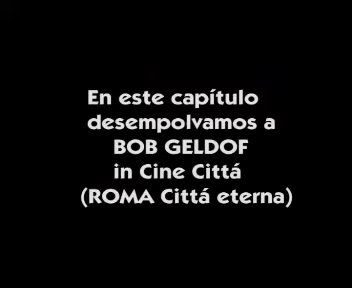 En este capítulo
desempolvamos a
BOB GELDOF
in Cine Cittá
(ROMA Cittá eterna)